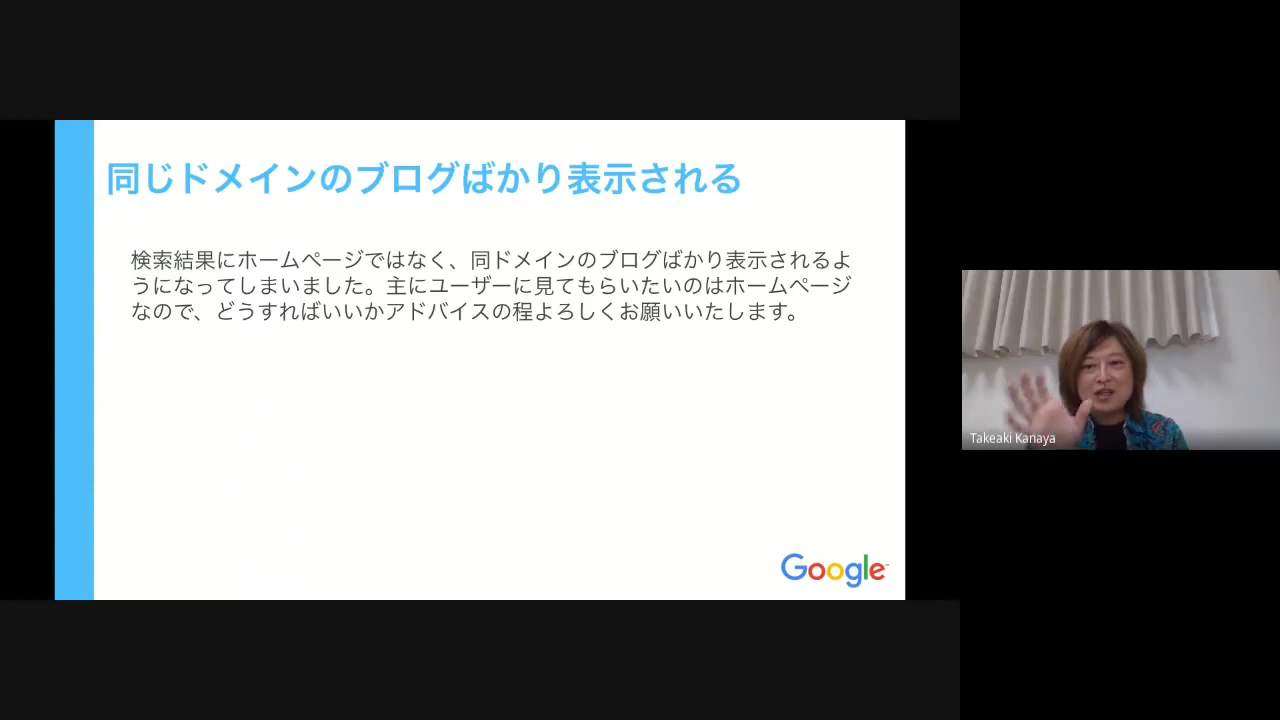 同じドメインのブログばかり表示される
検索結果にホームページではなく、同ドメインのブログばかり表示されるよ
うになってしまいました。主にユーザーに見てもらいたいのはホームページ
なので、どうすればいいかアドバイスの程よろしくお願いいたします。
Takeaki Kanaya
Google